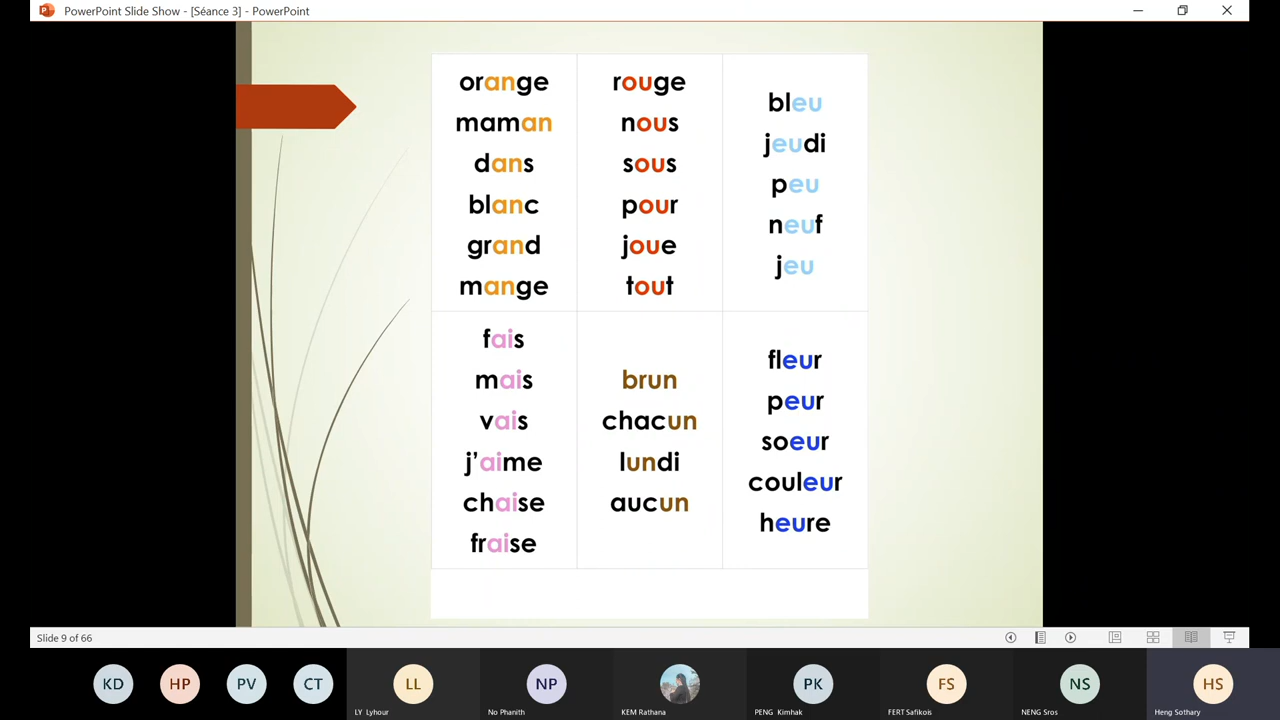 PowerPoint Slide Show - [Séance 3] - PowerPoint
orange
maman
dans
blanc
grand
mange
rouge
nous
sous
pour
joue
tout
bleu
jeudi
peu
neuf
jeu
fais
mais
vais
j'aime
chaise
fraise
brun
chacun
lundi
aucun
fleur
peur
soeur
couleur
heure
Slide 9 of 66
KD
HP
PV
CT
LL
LY Lyhour
NP
No Phanith
KEM Rathana
PK
PENG Kimhak
FS
FERT Safikois
NS
NENG Sros
HS
Heng Sothary